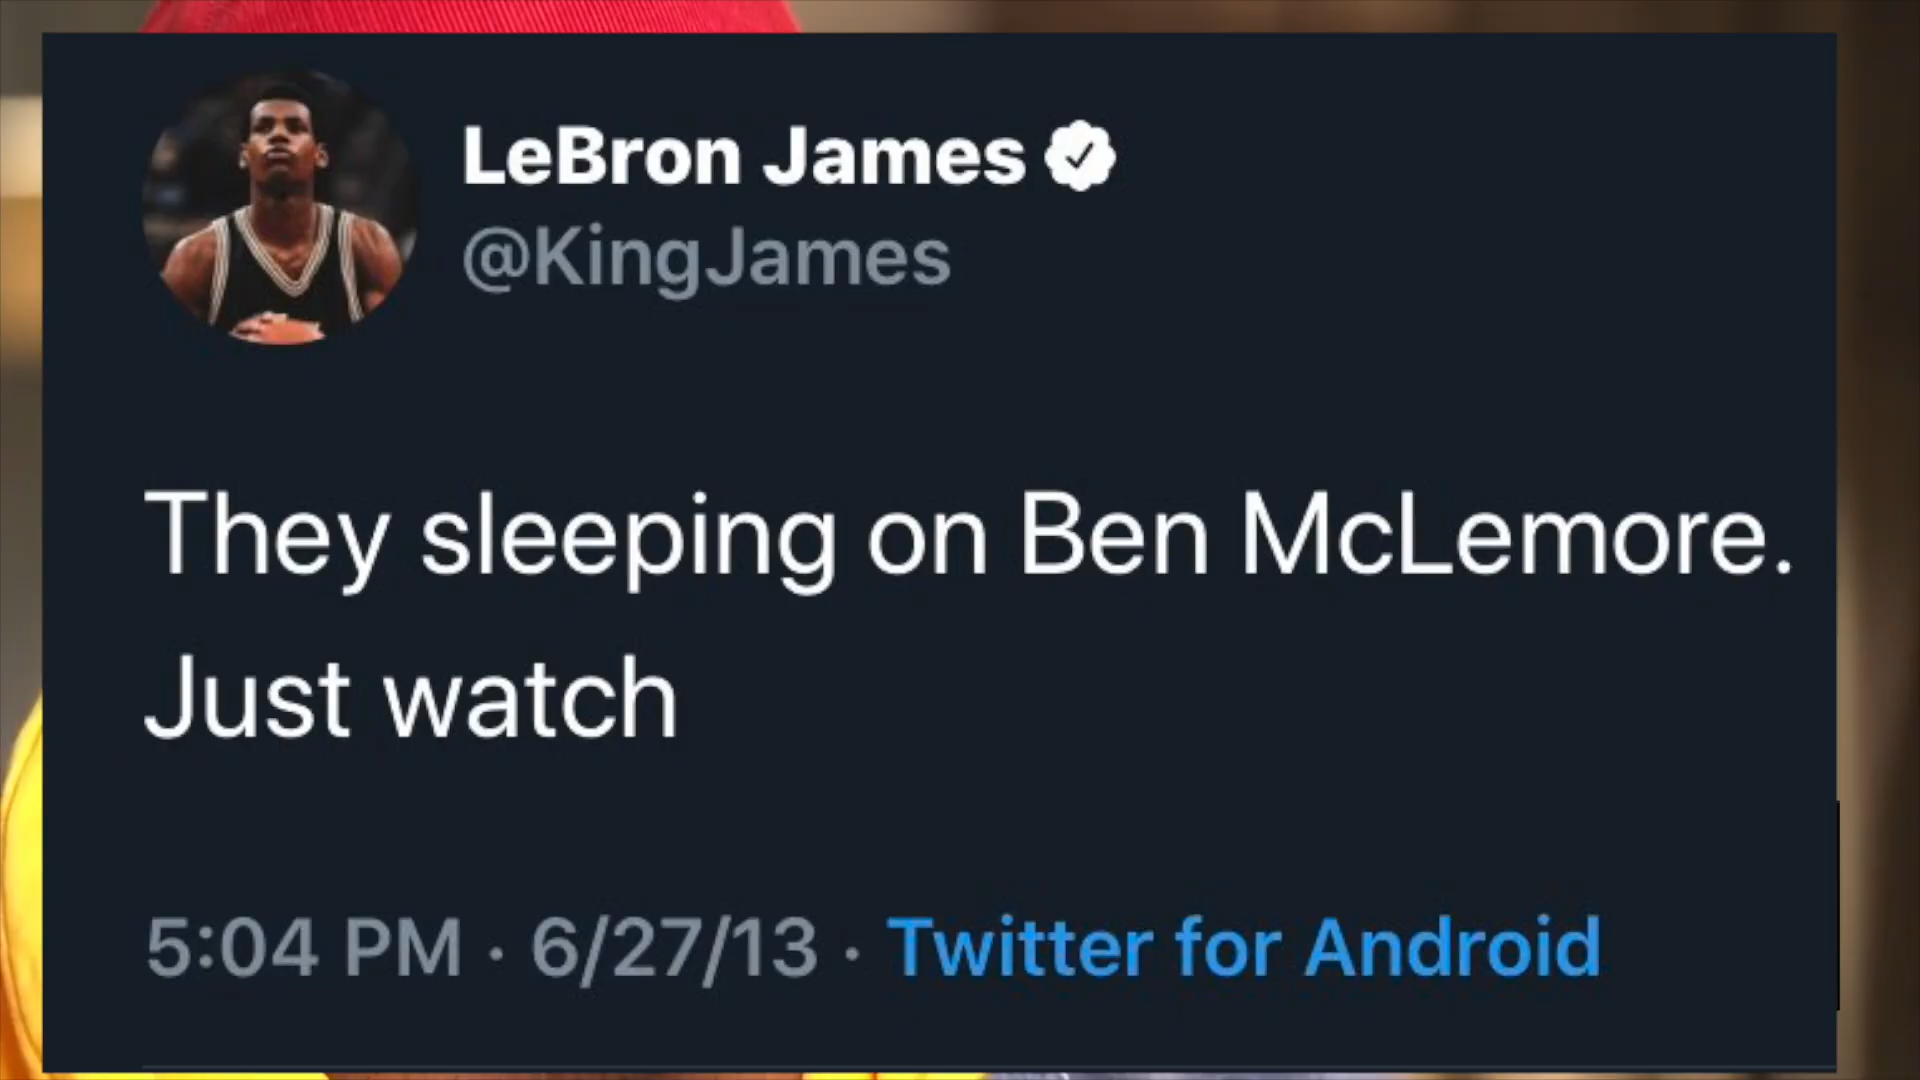 LeBron James
@KingJames
They sleeping on Ben McLemore.
Just watch
5:04 PM · 6/27/13 · Twitter for Android